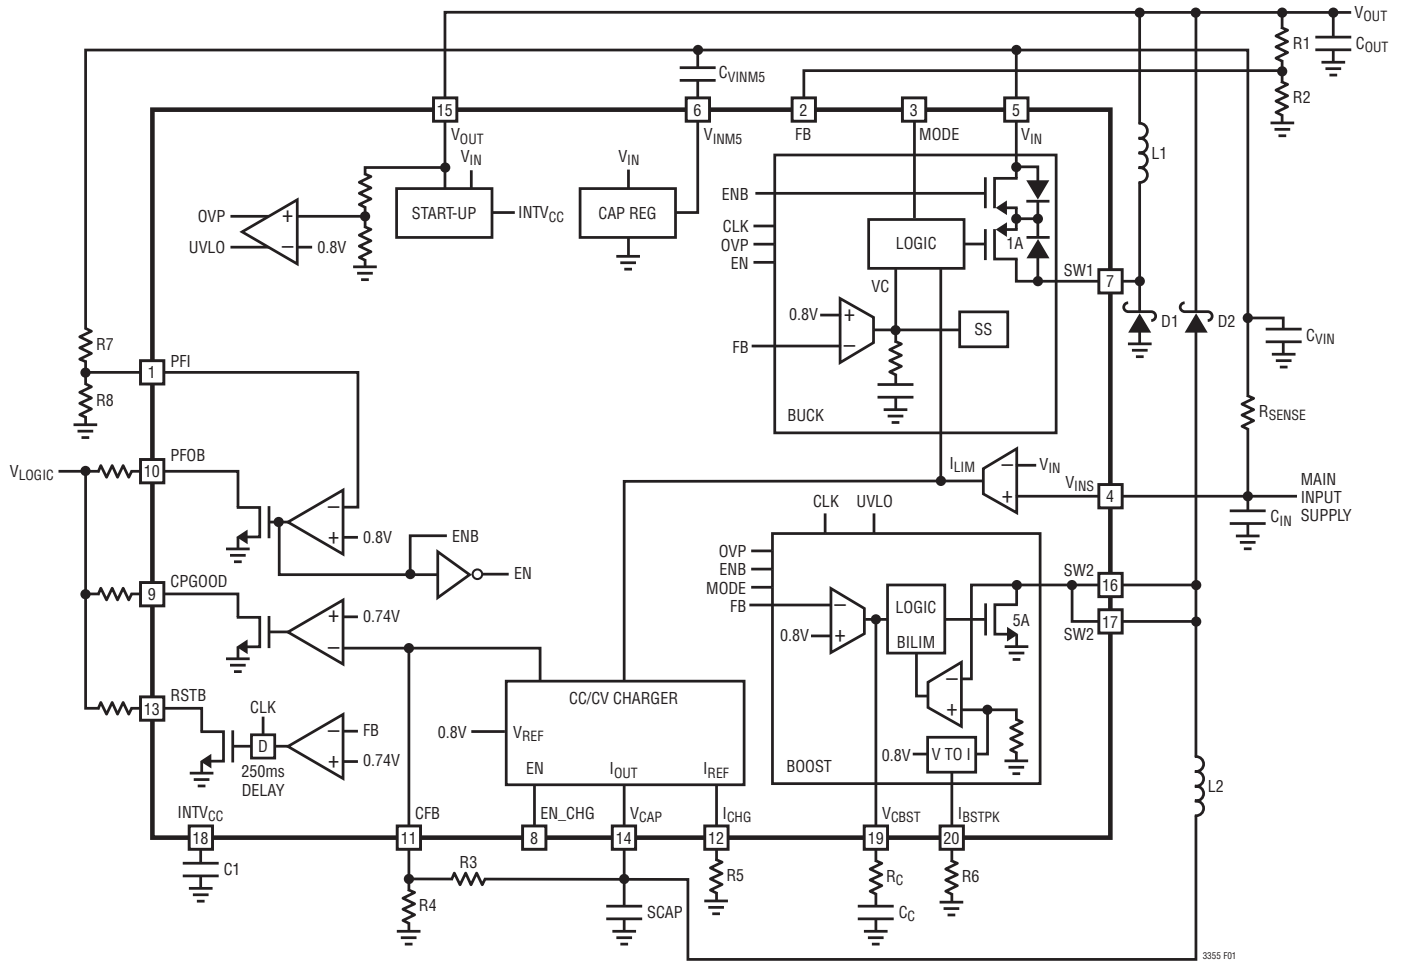 VOUT
R1
COUT
CVINM5
R2
15
6
2
3
5
VOUT
VINM5
FB
MODE
VIN
L1
VIN
VIN
ENB
START-UP
INTVCC
CAP REG
OVP
+
UVLO
–
0.8V
CLK
OVP
EN
LOGIC
1A
SW1
7
VC
0.8V
+
SS
D1
D2
FB
–
CVIN
R7
PFI
1
R8
BUCK
RSENSE
PFOB
VLOGIC
10
ILIM
–
VIN
+
VINS
4
MAIN
INPUT
SUPPLY
CIN
–
+
0.8V
ENB
EN
CLK
UVLO
OVP
ENB
MODE
FB
–
0.8V
+
LOGIC
BILIM
5A
SW2
16
17
SW2
CPGOOD
9
+
0.74V
–
–
+
0.8V
V TO I
BOOST
RSTB
13
CLK
D
250ms
DELAY
–
FB
+
0.74V
CC/CV CHARGER
0.8V
VREF
EN
IOUT
IREF
L2
INTVCC
18
C1
CFB
11
EN_CHG
8
VCAP
14
ICHG
12
VCBST
19
IBSTPK
20
R3
R4
SCAP
R5
RC
CC
R6
3355 F01